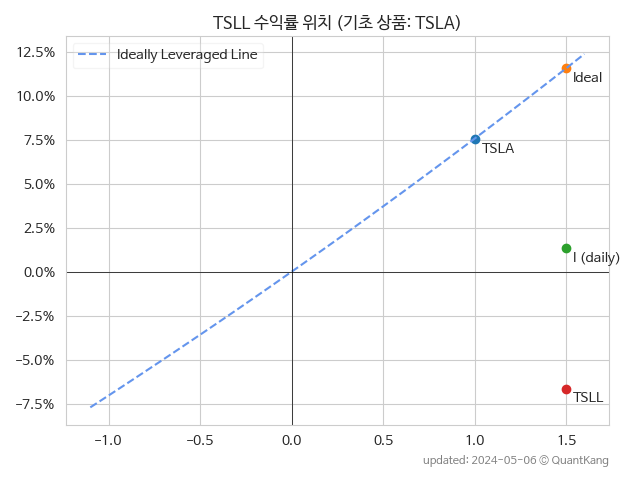 TSLL 수익률 위치 (기초 상품: TSLA)
Ideally Leveraged Line
12.5%
10.0%
7.5%
5.0%
2.5%
0.0%
−2.5%
−5.0%
−7.5%
Ideal
TSLA
I (daily)
TSLL
−1.0 −0.5 0.0 0.5 1.0 1.5
updated: 2024-05-06 © QuantKang